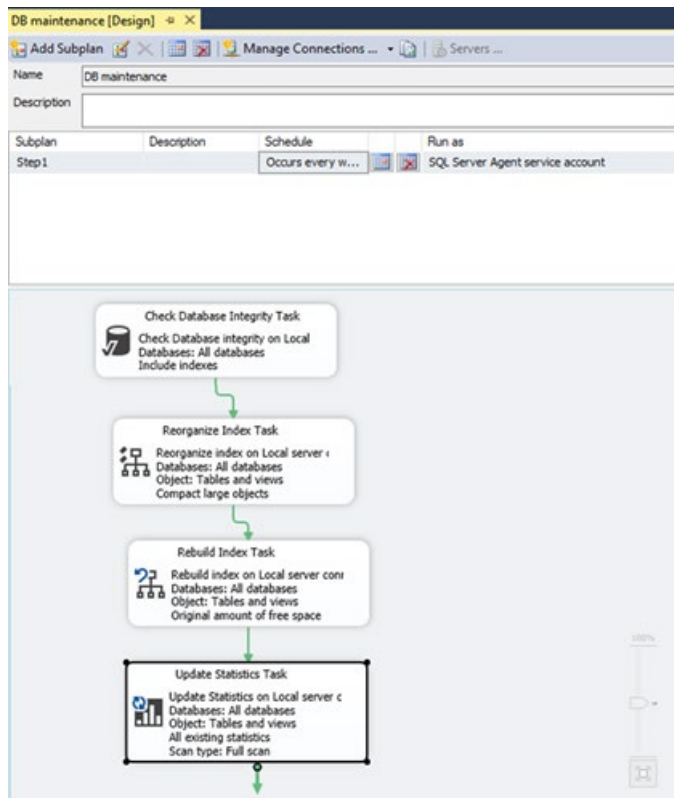 DB maintenance [Design]
Add Subplan Manage Connections ... Servers ...
Name DB maintenance
Description
Subplan Description Schedule Run as
Step1 Occurs every w... SQL Server Agent service account
Check Database Integrity Task
Check Database integrity on Local
Databases: All databases
Include indexes
Reorganize Index Task
Reorganize index on Local server
Databases: All databases
Object: Tables and views
Compact large objects
Rebuild Index Task
Rebuild index on Local server
Databases: All databases
Object: Tables and views
Original amount of free space
100%
Update Statistics Task
Update Statistics on Local server c
Databases: All databases
Object: Tables and views
All existing statistics
Scan type: Full scan